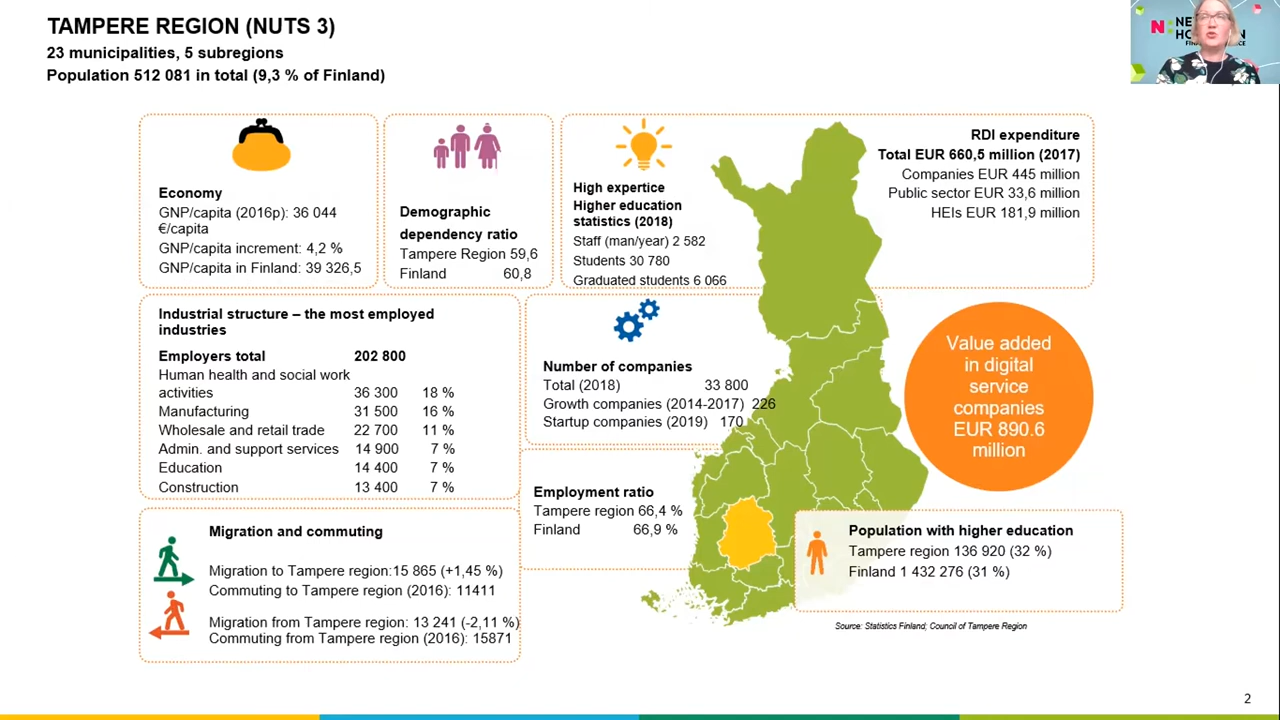 TAMPERE REGION (NUTS 3)
23 municipalities, 5 subregions
Population 512 081 in total (9,3 % of Finland)
Economy
GNP/capita (2016p): 36 044
€/capita
GNP/capita increment: 4,2 %
GNP/capita in Finland: 39 326,5
Demographic
dependency ratio
Tampere Region 59,6
Finland 60,8
High expertice
Higher education
statistics (2018)
Staff (man/year) 2 582
Students 30 780
Graduated students 6 066
RDI expenditure
Total EUR 660,5 million (2017)
Companies EUR 445 million
Public sector EUR 33,6 million
HEIs EUR 181,9 million
Industrial structure – the most employed
industries
Employers total 202 800
Human health and social work
activities 36 300 18 %
Manufacturing 31 500 16 %
Wholesale and retail trade 22 700 11 %
Admin. and support services 14 900 7 %
Education 14 400 7 %
Construction 13 400 7 %
Number of companies
Total (2018) 33 800
Growth companies (2014-2017) 226
Startup companies (2019) 170
Value added
in digital
service
companies
EUR 890.6
million
Employment ratio
Tampere region 66,4 %
Finland 66,9 %
Migration and commuting
Migration to Tampere region:15 865 (+1,45 %)
Commuting to Tampere region (2016): 11411
Migration from Tampere region: 13 241 (-2,11 %)
Commuting from Tampere region (2016): 15871
Population with higher education
Tampere region 136 920 (32 %)
Finland 1 432 276 (31 %)
Source: Statistics Finland; Council of Tampere Region
2